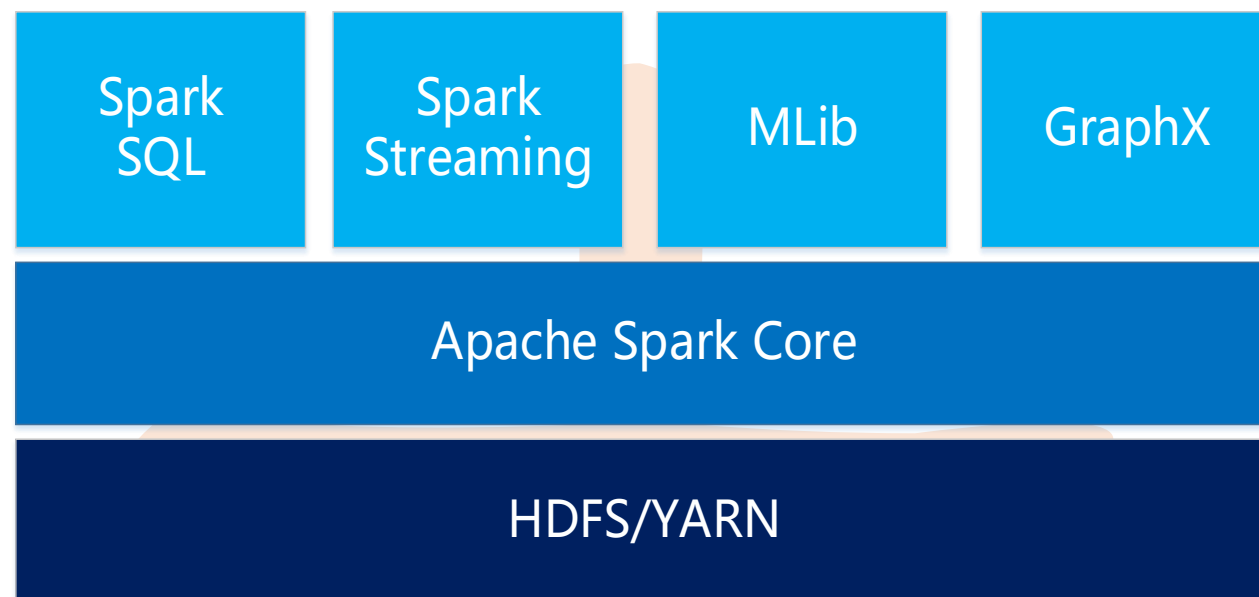 Spark
SQL
Spark
Streaming
MLib
GraphX
Apache Spark Core
HDFS/YARN